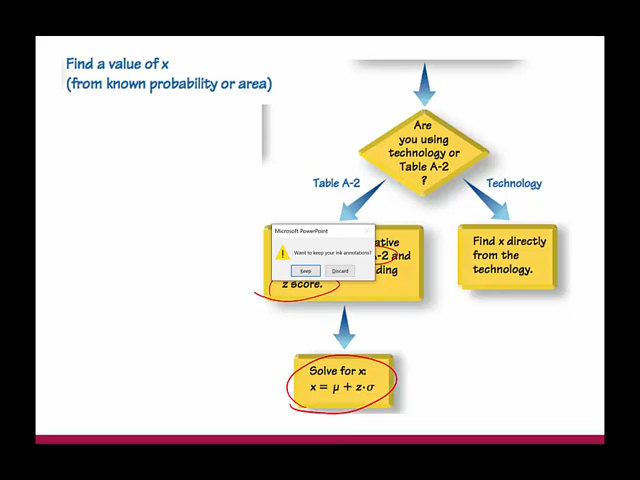 Find a value of x
(from known probability or area)
Are
you using
technology or
Table A-2
?
Table A-2
Technology
Microsoft PowerPoint
Want to keep your ink annotations?
Keep
Discard
ative
A-2 and
ding
z score.
Find x directly
from the
technology.
Solve for x:
x = μ + z·σ